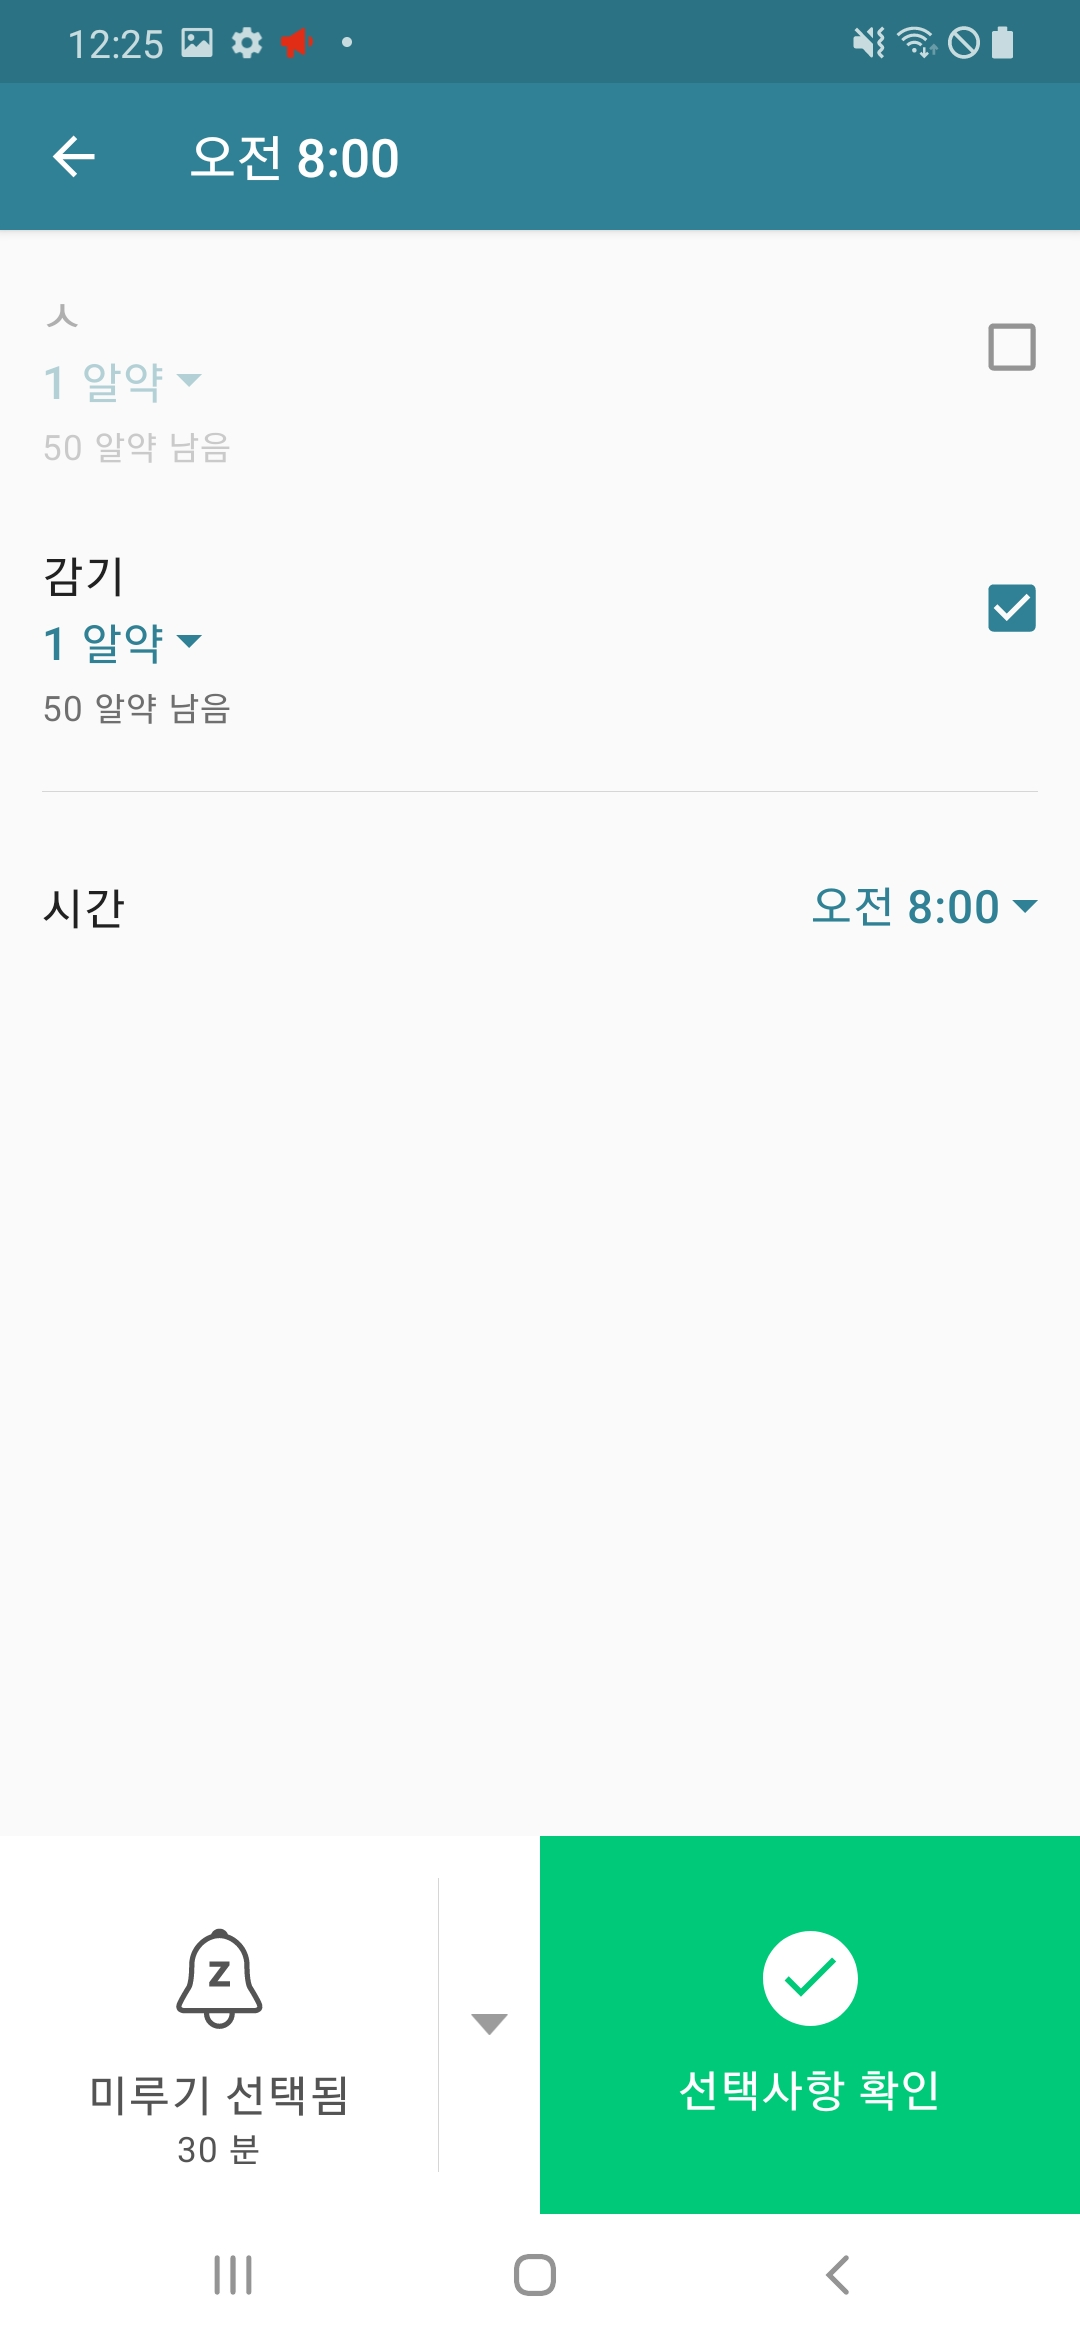 12:25
오전 8:00
ㅅ
1 알약
50 알약 남음
감기
1 알약
50 알약 남음
시간
오전 8:00
미루기 선택됨
30 분
선택사항 확인